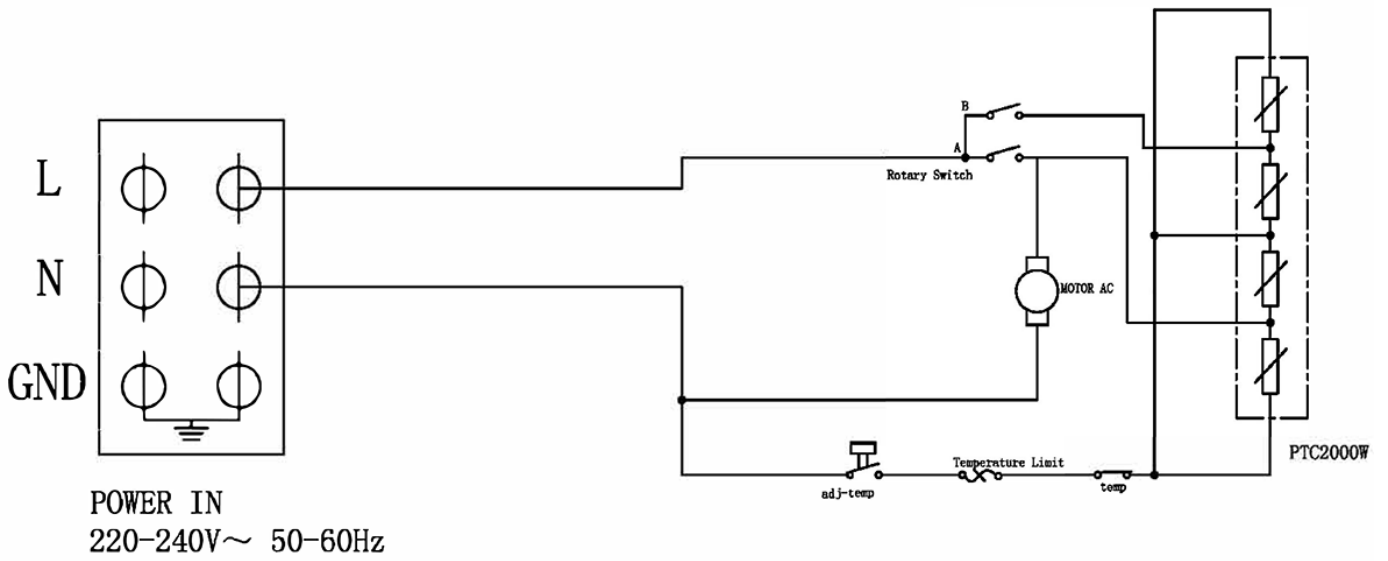 L
N
GND
POWER IN
220-240V～ 50-60Hz
B
A
Rotary Switch
MOTOR AC
adj-temp
Temperature Limit
temp
PTC2000W